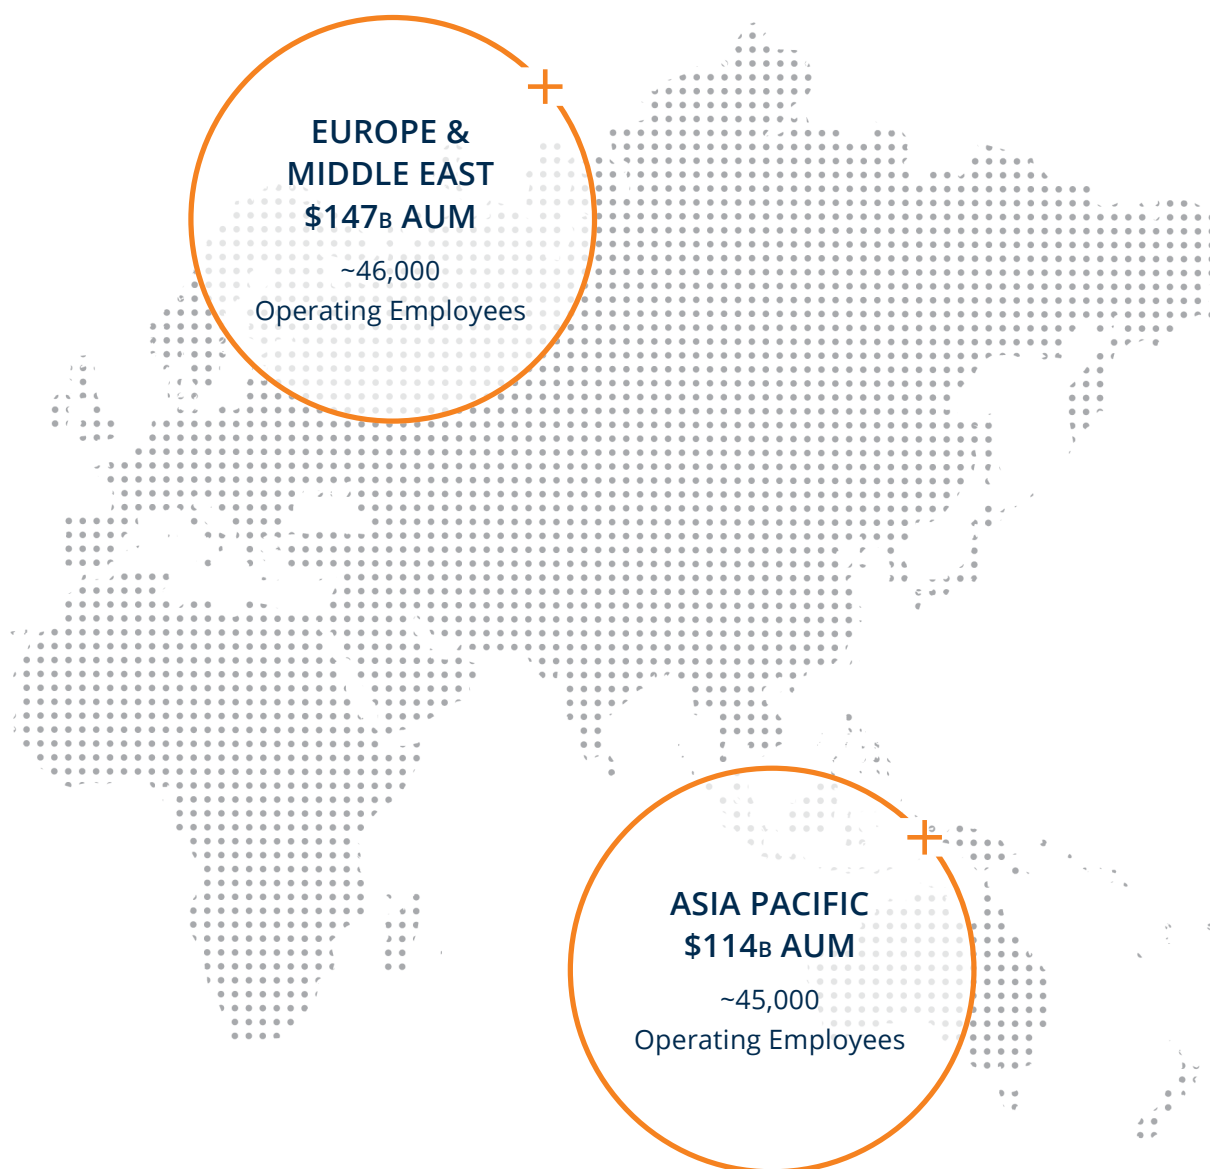 EUROPE &
MIDDLE EAST
$147B AUM
~46,000
Operating Employees
ASIA PACIFIC
$114B AUM
~45,000
Operating Employees